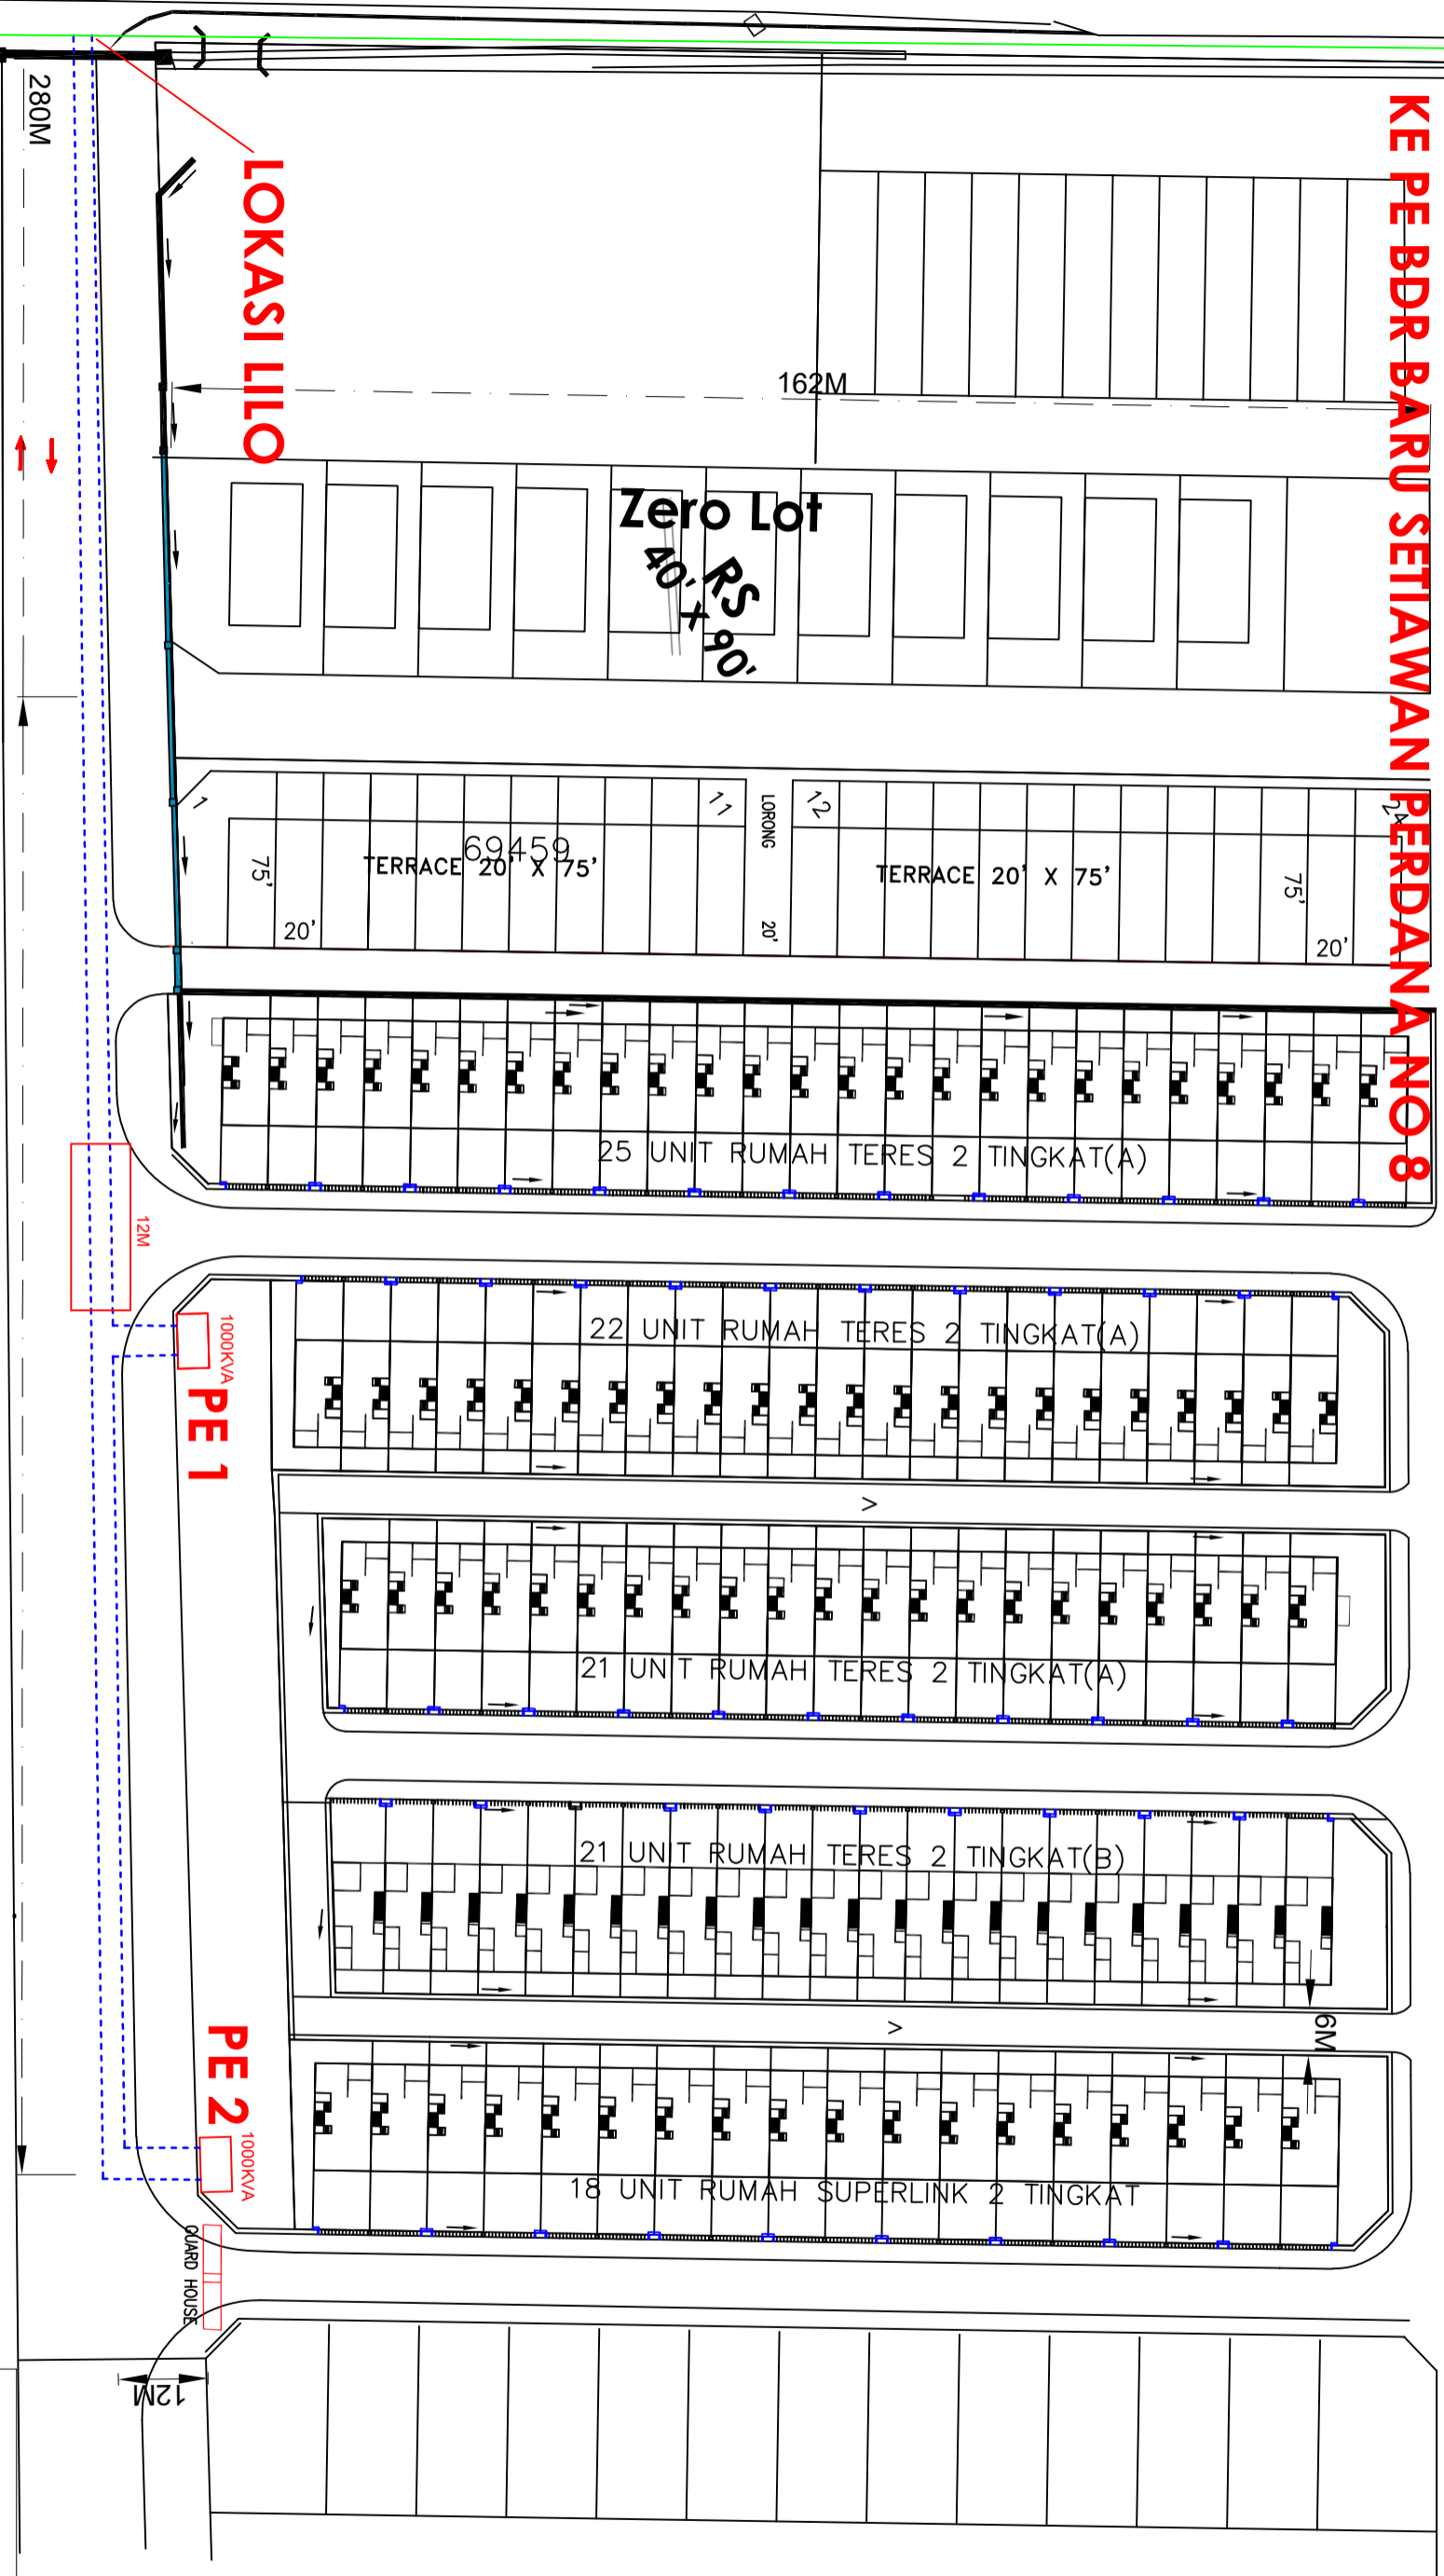 KE PE BDR BARU SETIAWAN PERDANA NO 8
280M
LOKASI LILO
162M
Zero Lot
RS
40' X 90'
1
11
LORONG 20'
12
24
69459
TERRACE 20' X 75'
TERRACE 20' X 75'
75'
20'
75'
20'
25 UNIT RUMAH TERES 2 TINGKAT(A)
12M
1000KVA
PE 1
22 UNIT RUMAH TERES 2 TINGKAT(A)
21 UNIT RUMAH TERES 2 TINGKAT(A)
21 UNIT RUMAH TERES 2 TINGKAT(B)
6M
PE 2
1000KVA
18 UNIT RUMAH SUPERLINK 2 TINGKAT
GUARD HOUSE
12M